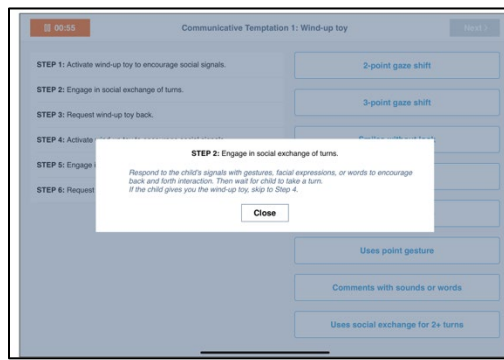 00:55
Communicative Temptation 1: Wind-up toy
Next >
STEP 1: Activate wind-up toy to encourage social signals.
STEP 2: Engage in social exchange of turns.
STEP 3: Request wind-up toy back.
STEP 4: Activate
STEP 5: Engage
STEP 6: Request
2-point gaze shift
3-point gaze shift
STEP 2: Engage in social exchange of turns.
Respond to the child's signals with gestures, facial expressions, or words to encourage
back and forth interaction. Then wait for child to take a turn.
If the child gives you the wind-up toy, skip to Step 4.
Close
Uses point gesture
Comments with sounds or words
Uses social exchange for 2+ turns